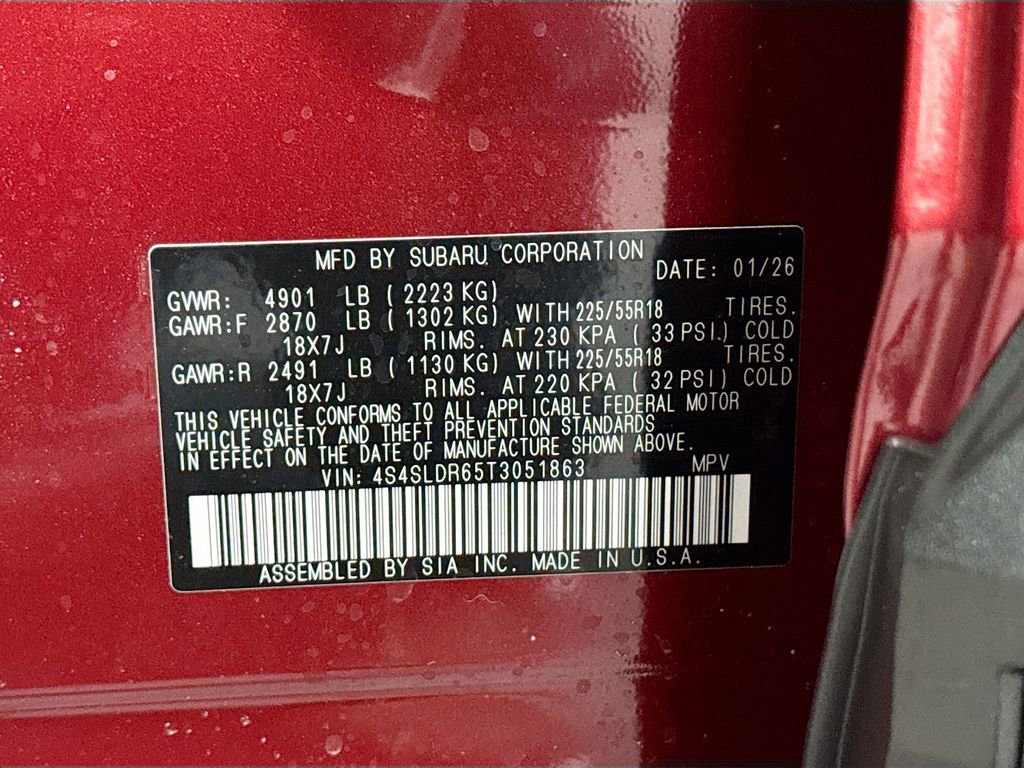 MFD BY SUBARU CORPORATION
DATE: 01/26
GVWR: 4901 LB ( 2223 KG)
GAWR:F 2870 LB ( 1302 KG) WITH 225/55R18 TIRES.
18X7J RIMS. AT 230 KPA ( 33 PSI.) COLD
GAWR:R 2491 LB ( 1130 KG) WITH 225/55R18 TIRES.
18X7J RIMS. AT 220 KPA ( 32 PSI) COLD
THIS VEHICLE CONFORMS TO ALL APPLICABLE FEDERAL MOTOR
VEHICLE SAFETY AND THEFT PREVENTION STANDARDS
IN EFFECT ON THE DATE OF MANUFACTURE SHOWN ABOVE.
VIN: 4S4SLDR65T3051863 MPV
ASSEMBLED BY SIA INC. MADE IN U.S.A.